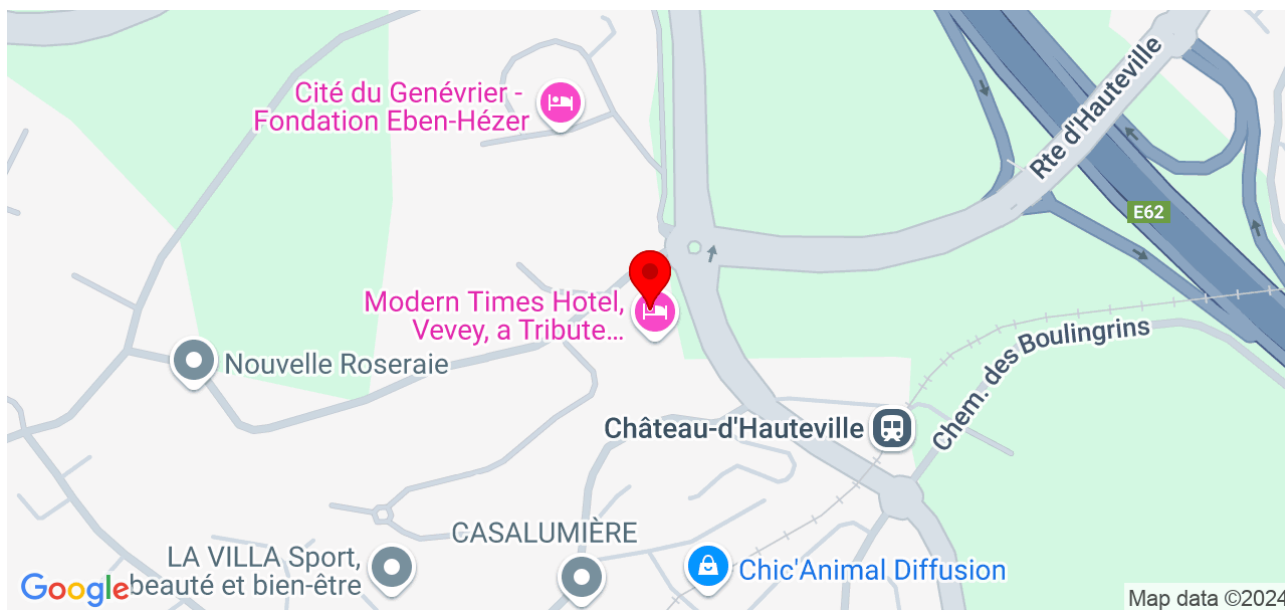 Cité du Genévrier -
Fondation Eben-Hézer
Rte d'Hauteville
E62
Modern Times Hotel,
Vevey, a Tribute...
Nouvelle Roseraie
Chem. des Boulingrins
Château-d'Hauteville
CASALUMIÈRE
LA VILLA Sport,
beauté et bien-être
Chic'Animal Diffusion
Google
Map data ©2024